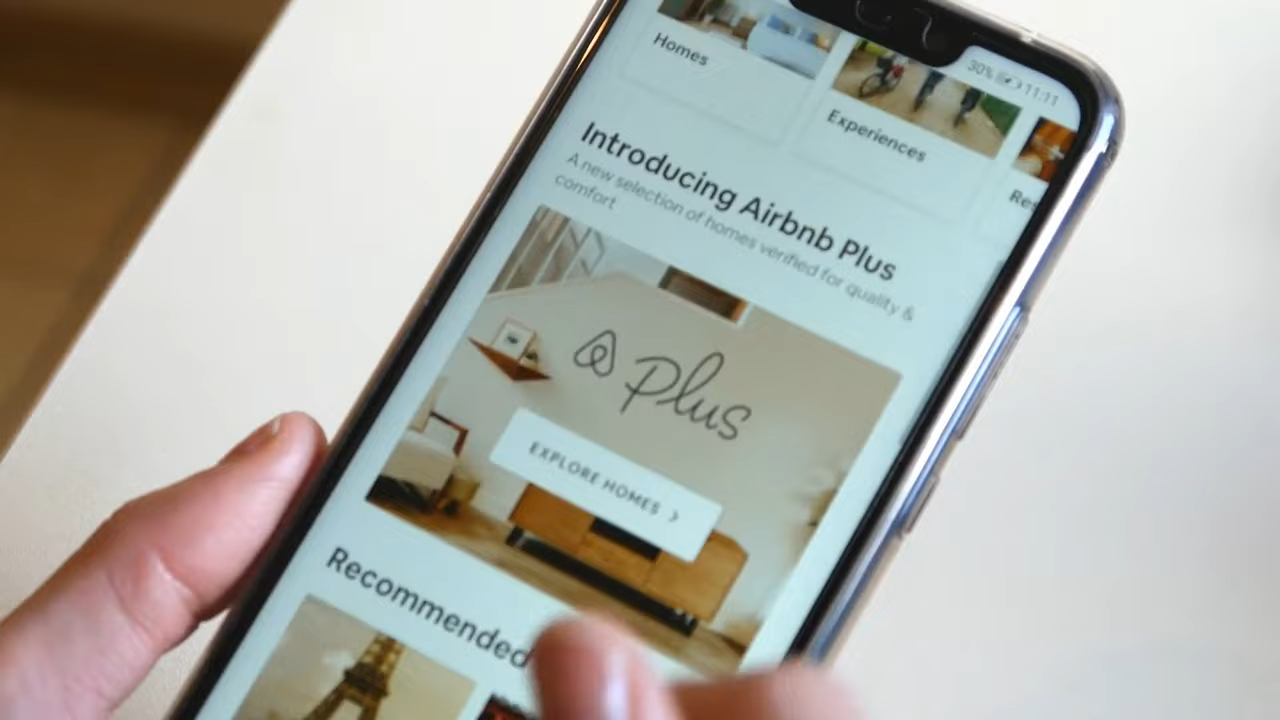 30% 11:11
Homes
Experiences
Introducing Airbnb Plus
A new selection of homes verified for quality &
comfort
Plus
EXPLORE HOMES >
Recommended